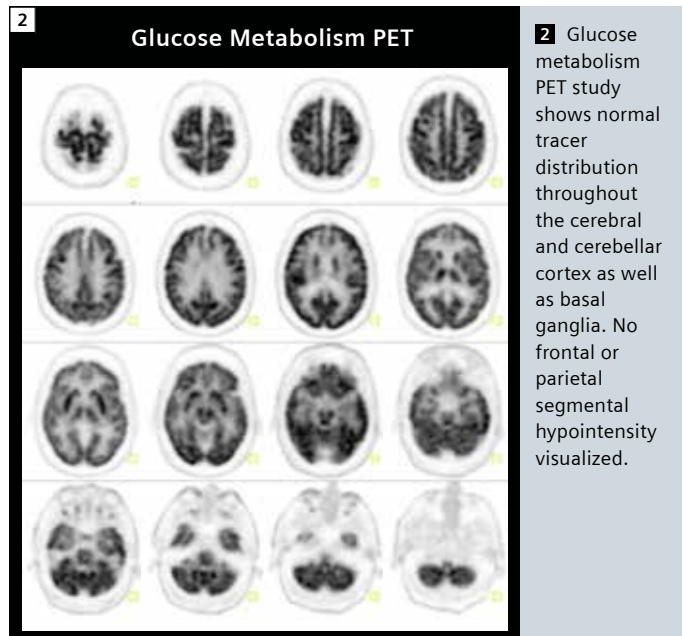 2
Glucose Metabolism PET
2 Glucose
metabolism
PET study
shows normal
tracer
distribution
throughout
the cerebral
and cerebellar
cortex as well
as basal
ganglia. No
frontal or
parietal
segmental
hypointensity
visualized.